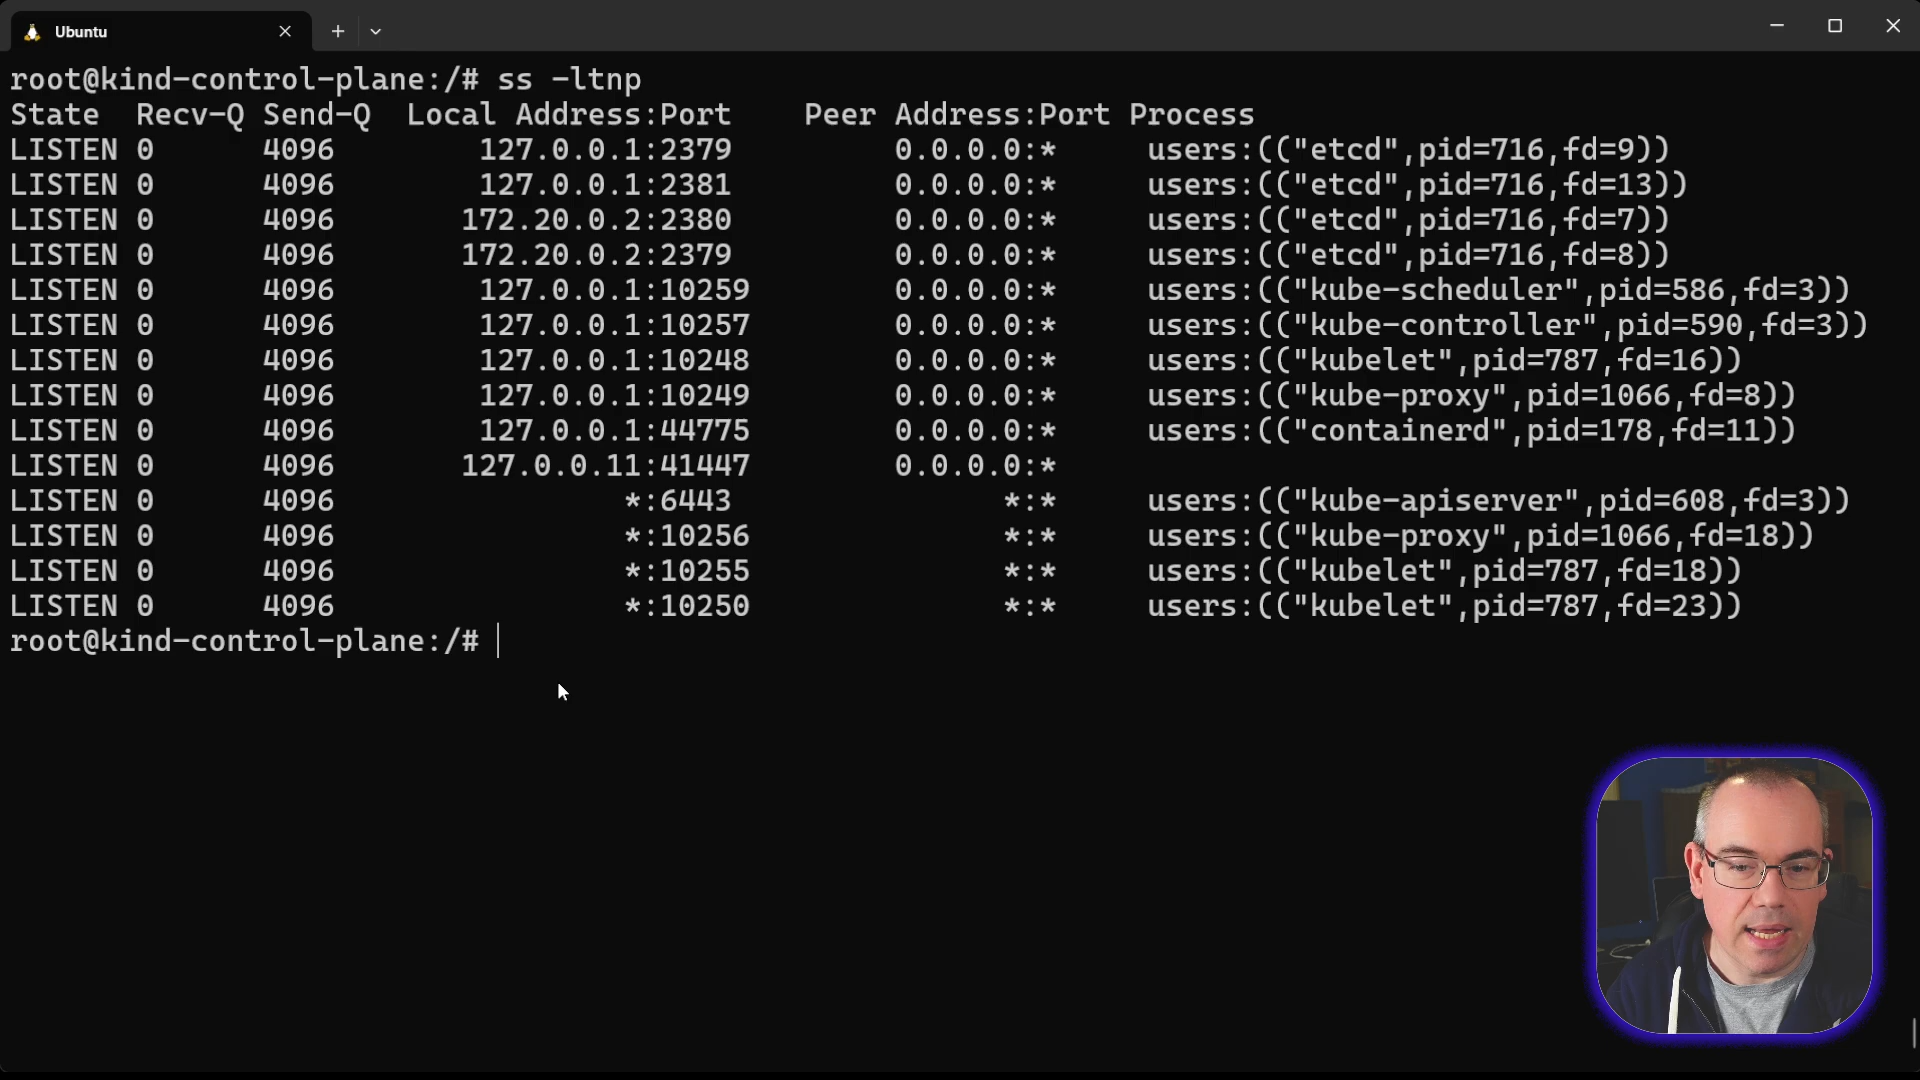 Ubuntu
root@kind-control-plane:/# ss -ltnp
State Recv-Q Send-Q Local Address:Port Peer Address:Port Process
LISTEN 0 4096 127.0.0.1:2379 0.0.0.0:* users:(("etcd",pid=716,fd=9))
LISTEN 0 4096 127.0.0.1:2381 0.0.0.0:* users:(("etcd",pid=716,fd=13))
LISTEN 0 4096 172.20.0.2:2380 0.0.0.0:* users:(("etcd",pid=716,fd=7))
LISTEN 0 4096 172.20.0.2:2379 0.0.0.0:* users:(("etcd",pid=716,fd=8))
LISTEN 0 4096 127.0.0.1:10259 0.0.0.0:* users:(("kube-scheduler",pid=586,fd=3))
LISTEN 0 4096 127.0.0.1:10257 0.0.0.0:* users:(("kube-controller",pid=590,fd=3))
LISTEN 0 4096 127.0.0.1:10248 0.0.0.0:* users:(("kubelet",pid=787,fd=16))
LISTEN 0 4096 127.0.0.1:10249 0.0.0.0:* users:(("kube-proxy",pid=1066,fd=8))
LISTEN 0 4096 127.0.0.1:44775 0.0.0.0:* users:(("containerd",pid=178,fd=11))
LISTEN 0 4096 127.0.0.11:41447 0.0.0.0:*
LISTEN 0 4096 *:6443 *:* users:(("kube-apiserver",pid=608,fd=3))
LISTEN 0 4096 *:10256 *:* users:(("kube-proxy",pid=1066,fd=18))
LISTEN 0 4096 *:10255 *:* users:(("kubelet",pid=787,fd=18))
LISTEN 0 4096 *:10250 *:* users:(("kubelet",pid=787,fd=23))
root@kind-control-plane:/#